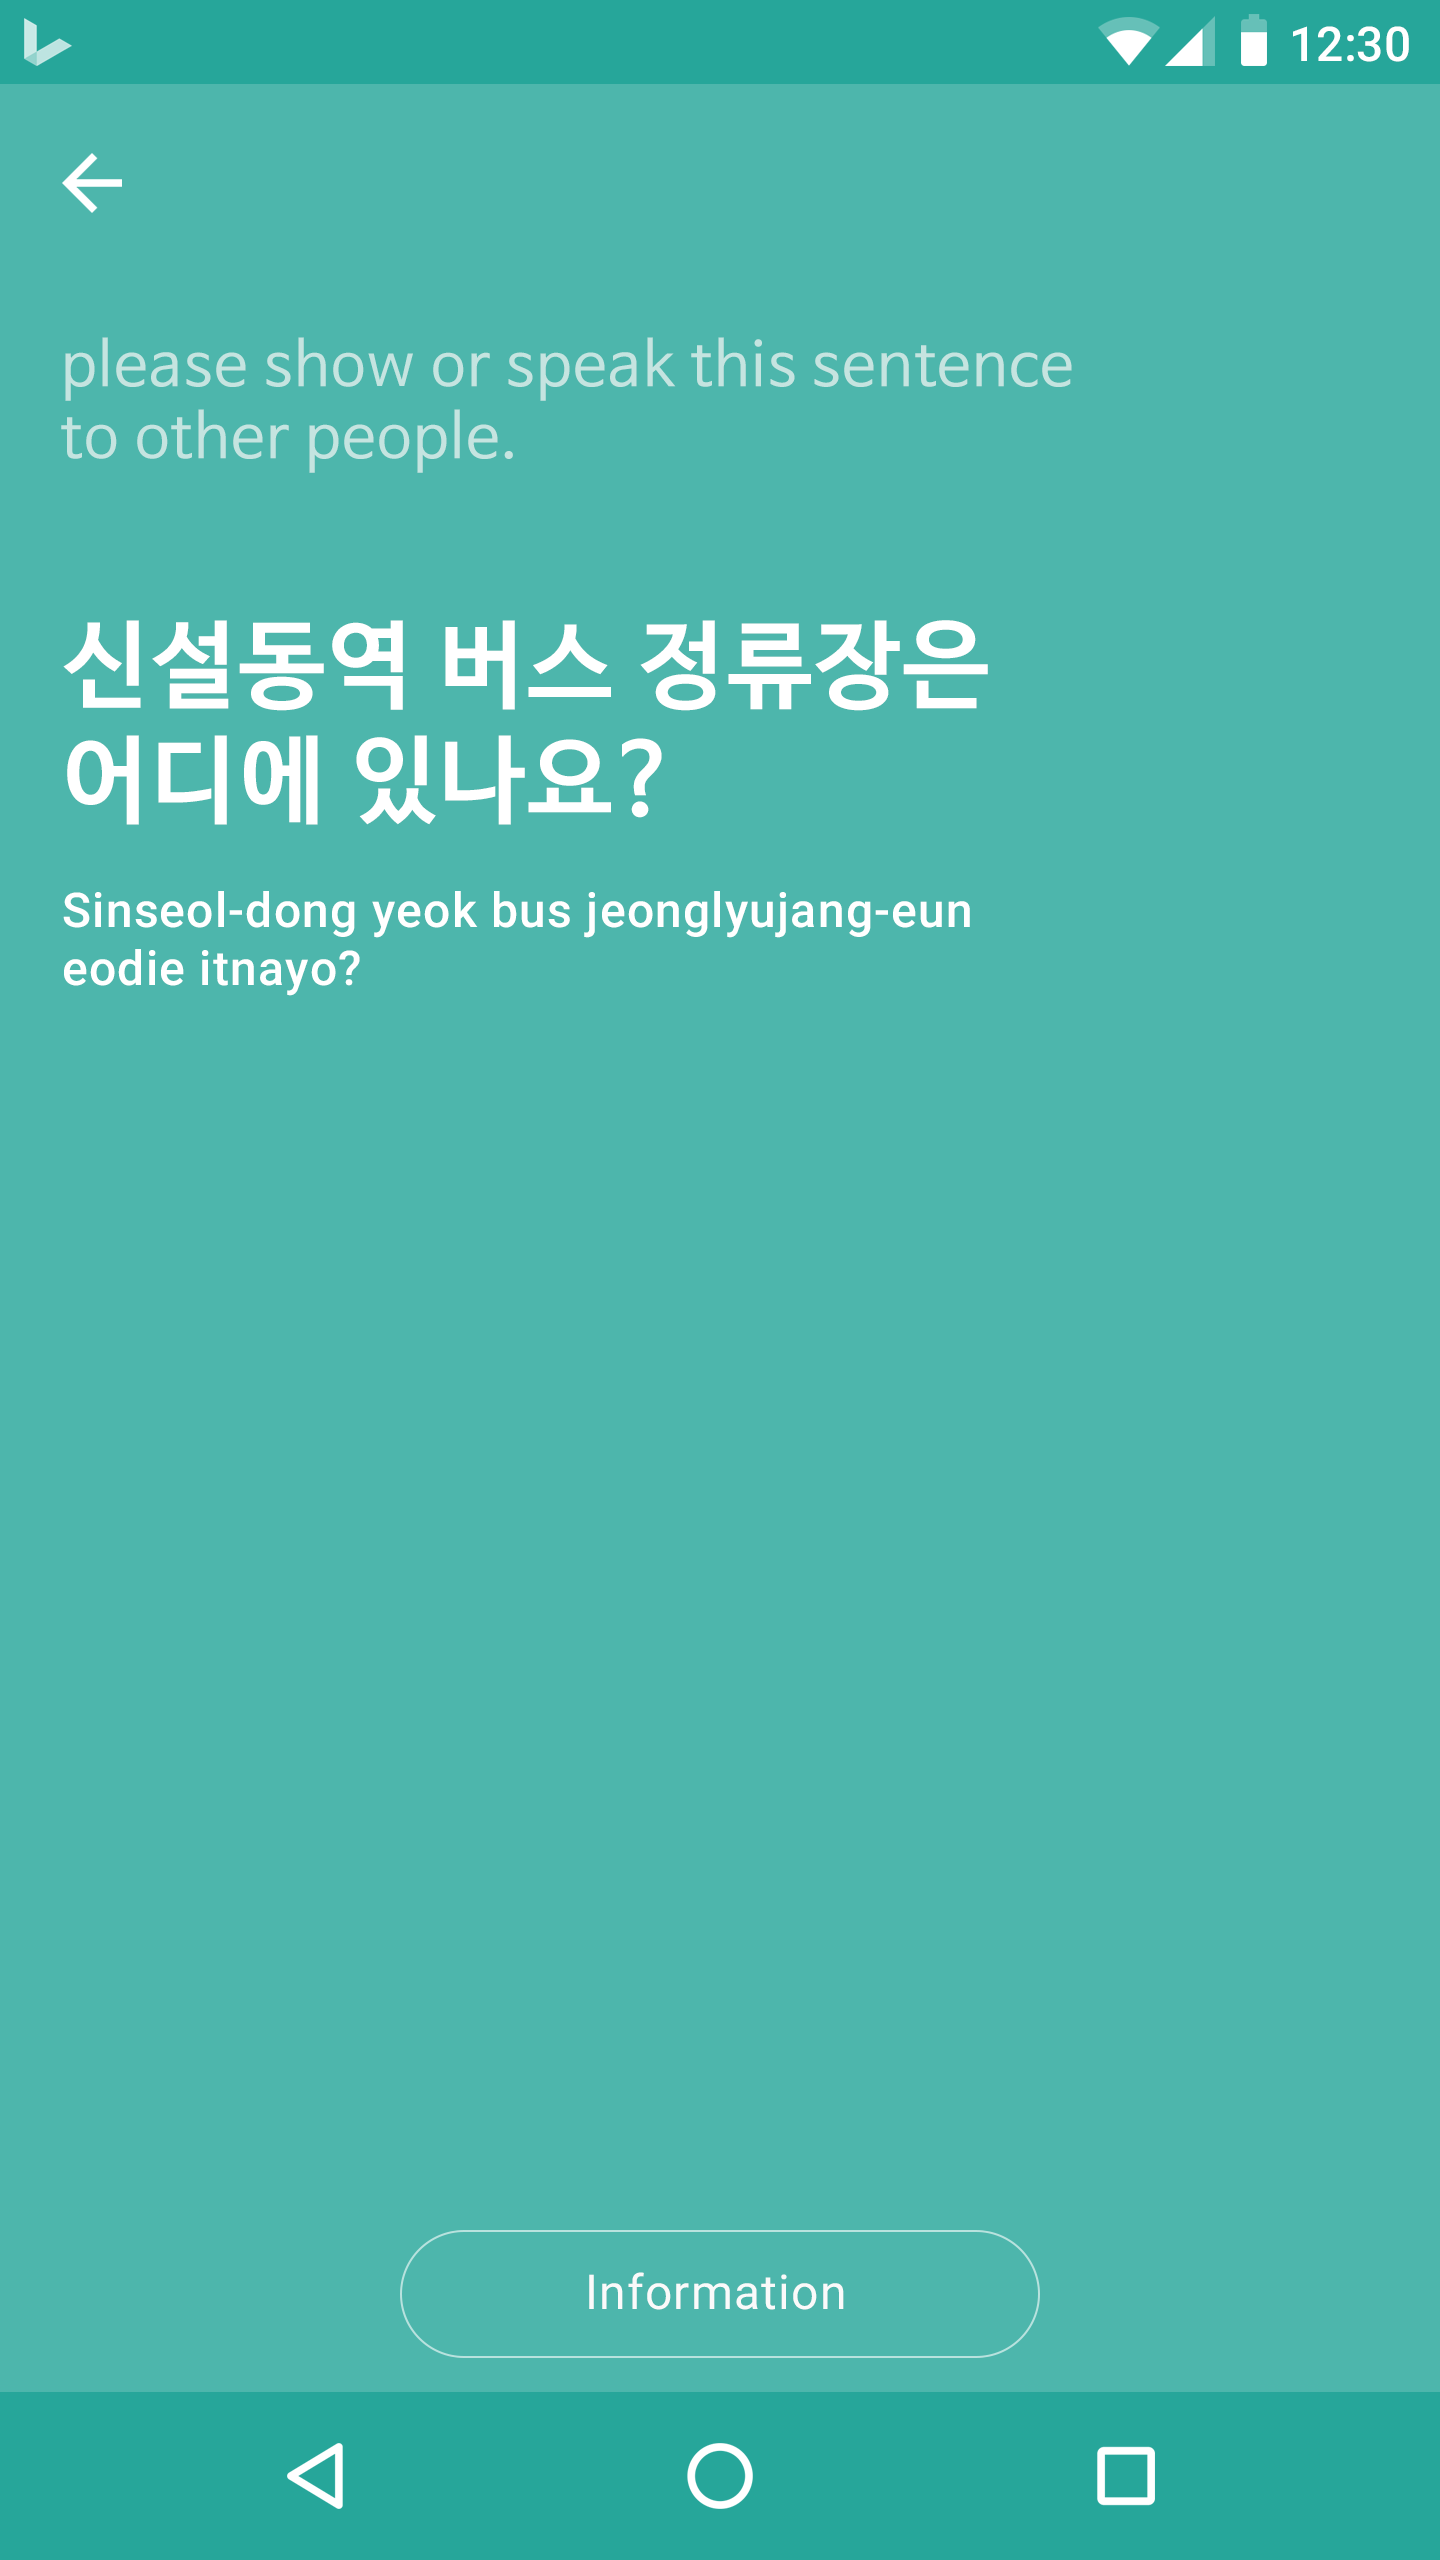 12:30
please show or speak this sentence
to other people.
신설동역 버스 정류장은
어디에 있나요?
Sinseol-dong yeok bus jeonglyujang-eun
eodie itnayo?
Information